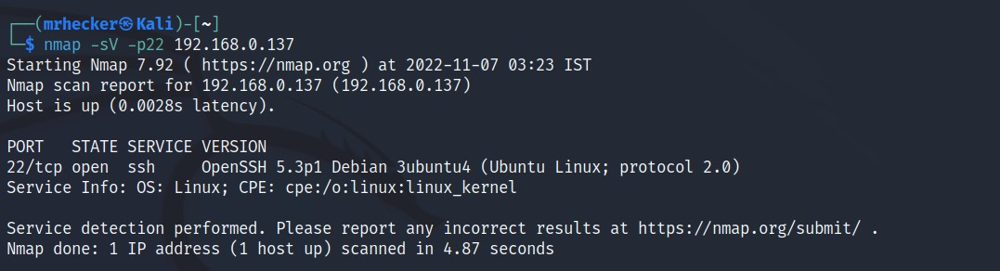 ┌──(mrhecker㉿Kali)-[~]
└─$ nmap -sV -p22 192.168.0.137
Starting Nmap 7.92 ( https://nmap.org ) at 2022-11-07 03:23 IST
Nmap scan report for 192.168.0.137 (192.168.0.137)
Host is up (0.0028s latency).
PORT   STATE SERVICE VERSION
22/tcp open  ssh     OpenSSH 5.3p1 Debian 3ubuntu4 (Ubuntu Linux; protocol 2.0)
Service Info: OS: Linux; CPE: cpe:/o:linux:linux_kernel
Service detection performed. Please report any incorrect results at https://nmap.org/submit/ .
Nmap done: 1 IP address (1 host up) scanned in 4.87 seconds